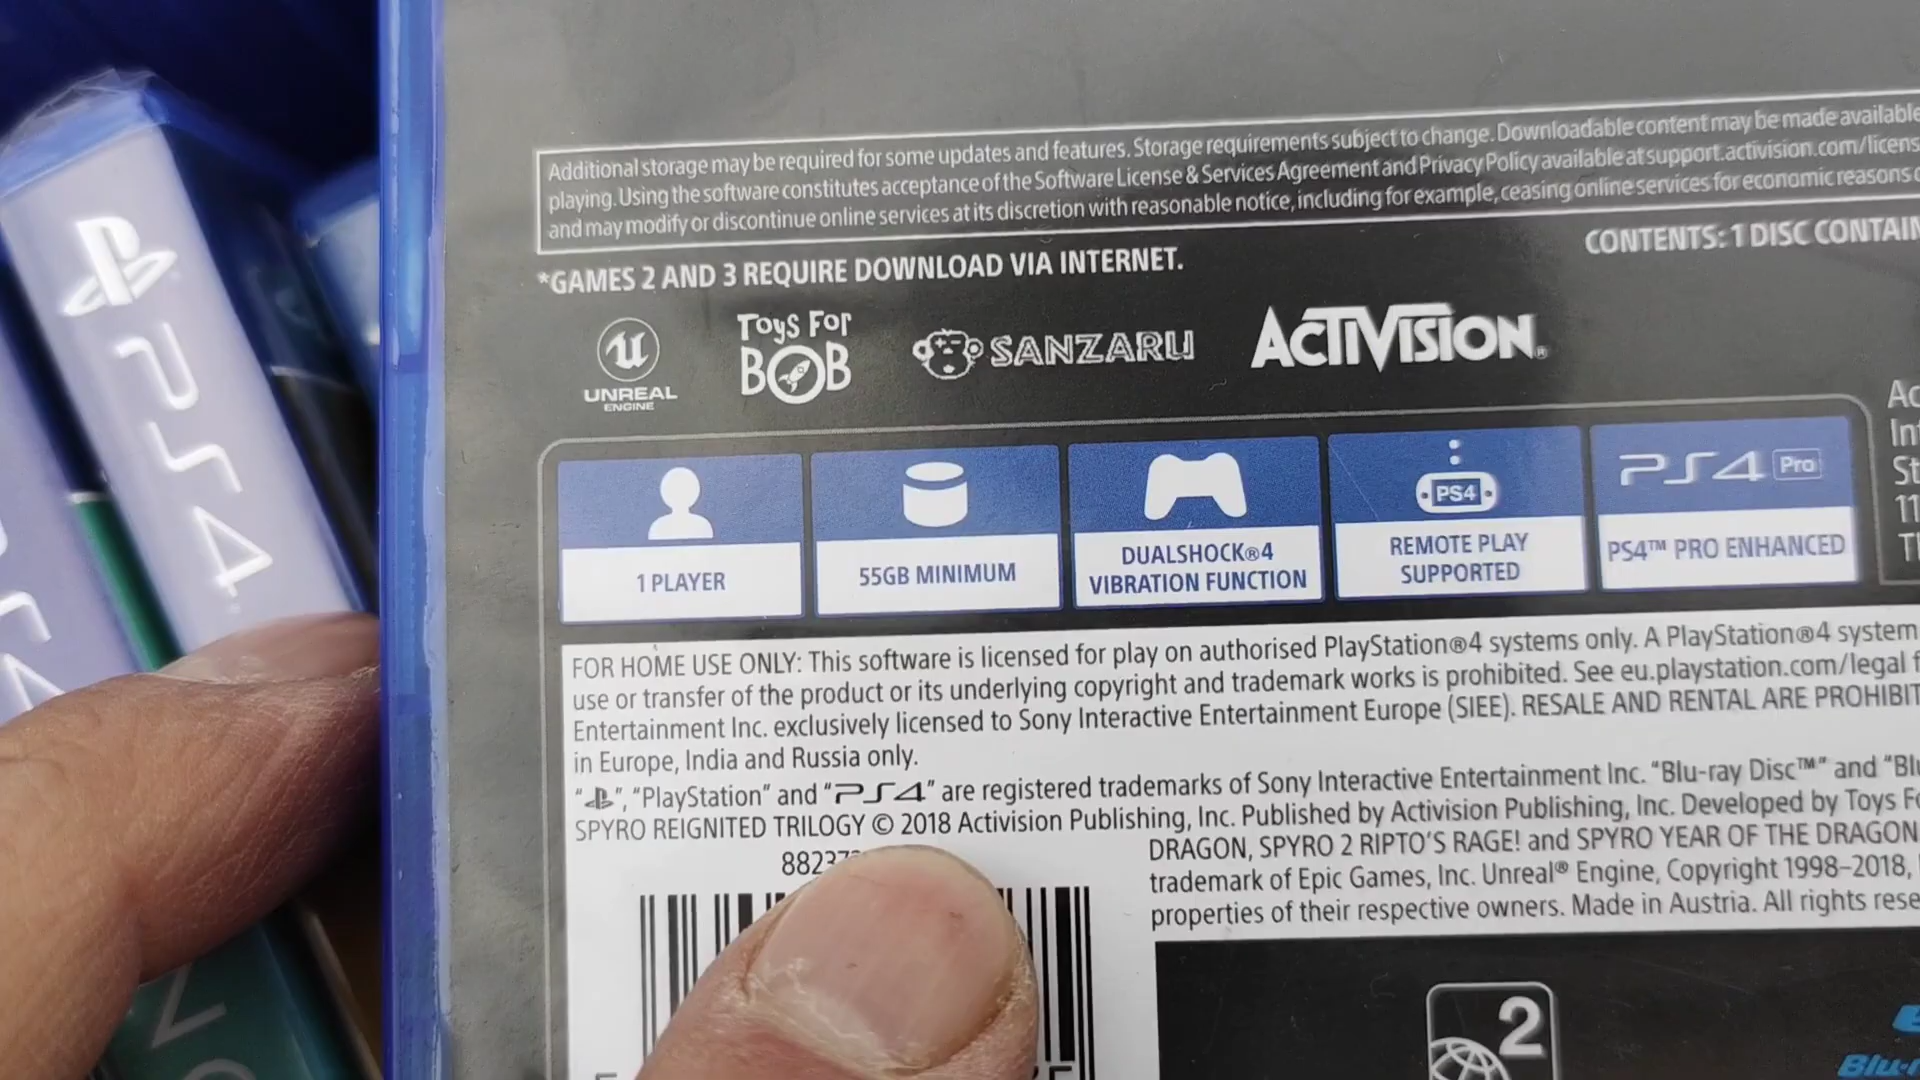 PS4
Additional storage may be required for some updates and features. Storage requirements subject to change. Downloadable content may be made available
playing. Using the software constitutes acceptance of the Software License & Services Agreement and Privacy Policy available at support.activision.com/licens
and may modify or discontinue online services at its discretion with reasonable notice, including for example, ceasing online services for economic reasons o
*GAMES 2 AND 3 REQUIRE DOWNLOAD VIA INTERNET.
CONTENTS: 1 DISC CONTAIN
UNREAL
ENGINE
TOYS FOR
BOB
SANZARU
ACTIVISION®
1 PLAYER
55GB MINIMUM
DUALSHOCK®4
VIBRATION FUNCTION
PS4
REMOTE PLAY
SUPPORTED
PS4 Pro
PS4™ PRO ENHANCED
Ac
In
St
11
T
FOR HOME USE ONLY: This software is licensed for play on authorised PlayStation®4 systems only. A PlayStation®4 system
use or transfer of the product or its underlying copyright and trademark works is prohibited. See eu.playstation.com/legal f
Entertainment Inc. exclusively licensed to Sony Interactive Entertainment Europe (SIEE). RESALE AND RENTAL ARE PROHIBIT
in Europe, India and Russia only.
" ", "PlayStation" and "PS4" are registered trademarks of Sony Interactive Entertainment Inc. "Blu-ray Disc™" and "Blu
SPYRO REIGNITED TRILOGY © 2018 Activision Publishing, Inc. Published by Activision Publishing, Inc. Developed by Toys Fo
DRAGON, SPYRO 2 RIPTO'S RAGE! and SPYRO YEAR OF THE DRAGON
trademark of Epic Games, Inc. Unreal® Engine, Copyright 1998–2018,
properties of their respective owners. Made in Austria. All rights rese
8823
2
Blu-r